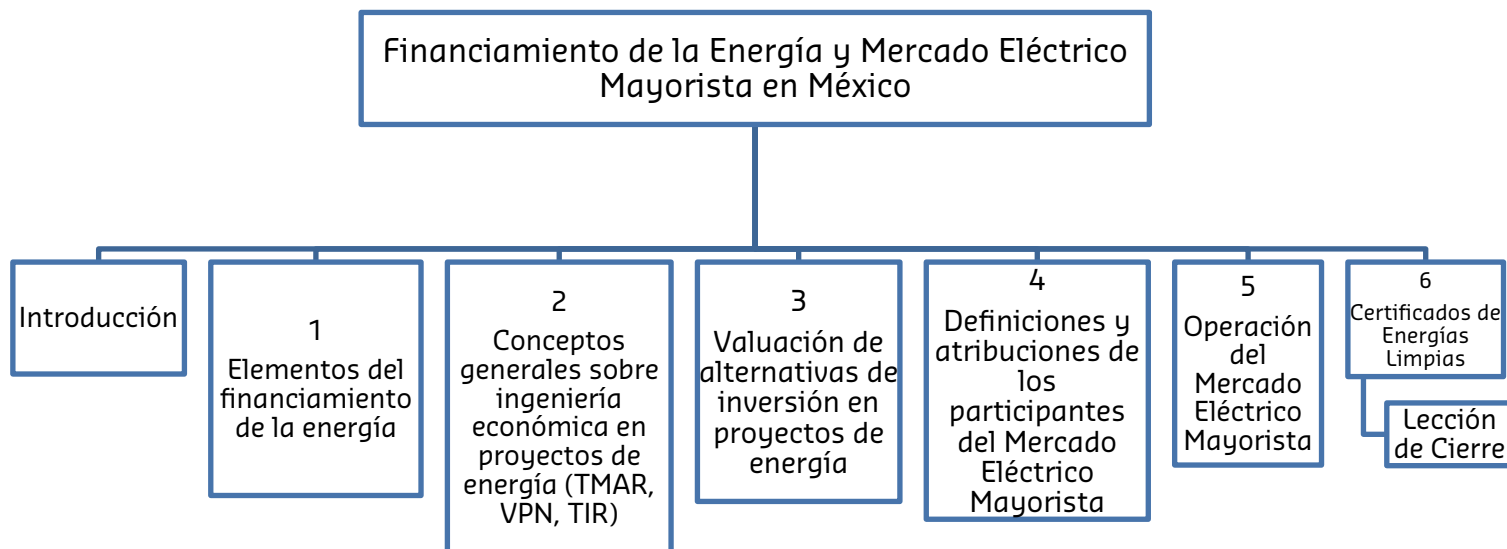 Financiamiento de la Energía y Mercado Eléctrico
Mayorista en México
Introducción
1
Elementos del
financiamiento
de la energía
2
Conceptos
generales sobre
ingeniería
económica en
proyectos de
energía (TMAR,
VPN, TIR)
3
Valuación de
alternativas de
inversión en
proyectos de
energía
4
Definiciones y
atribuciones de
los
participantes
del Mercado
Eléctrico
Mayorista
5
Operación
del
Mercado
Eléctrico
Mayorista
6
Certificados de
Energías
Limpias
Lección
de Cierre